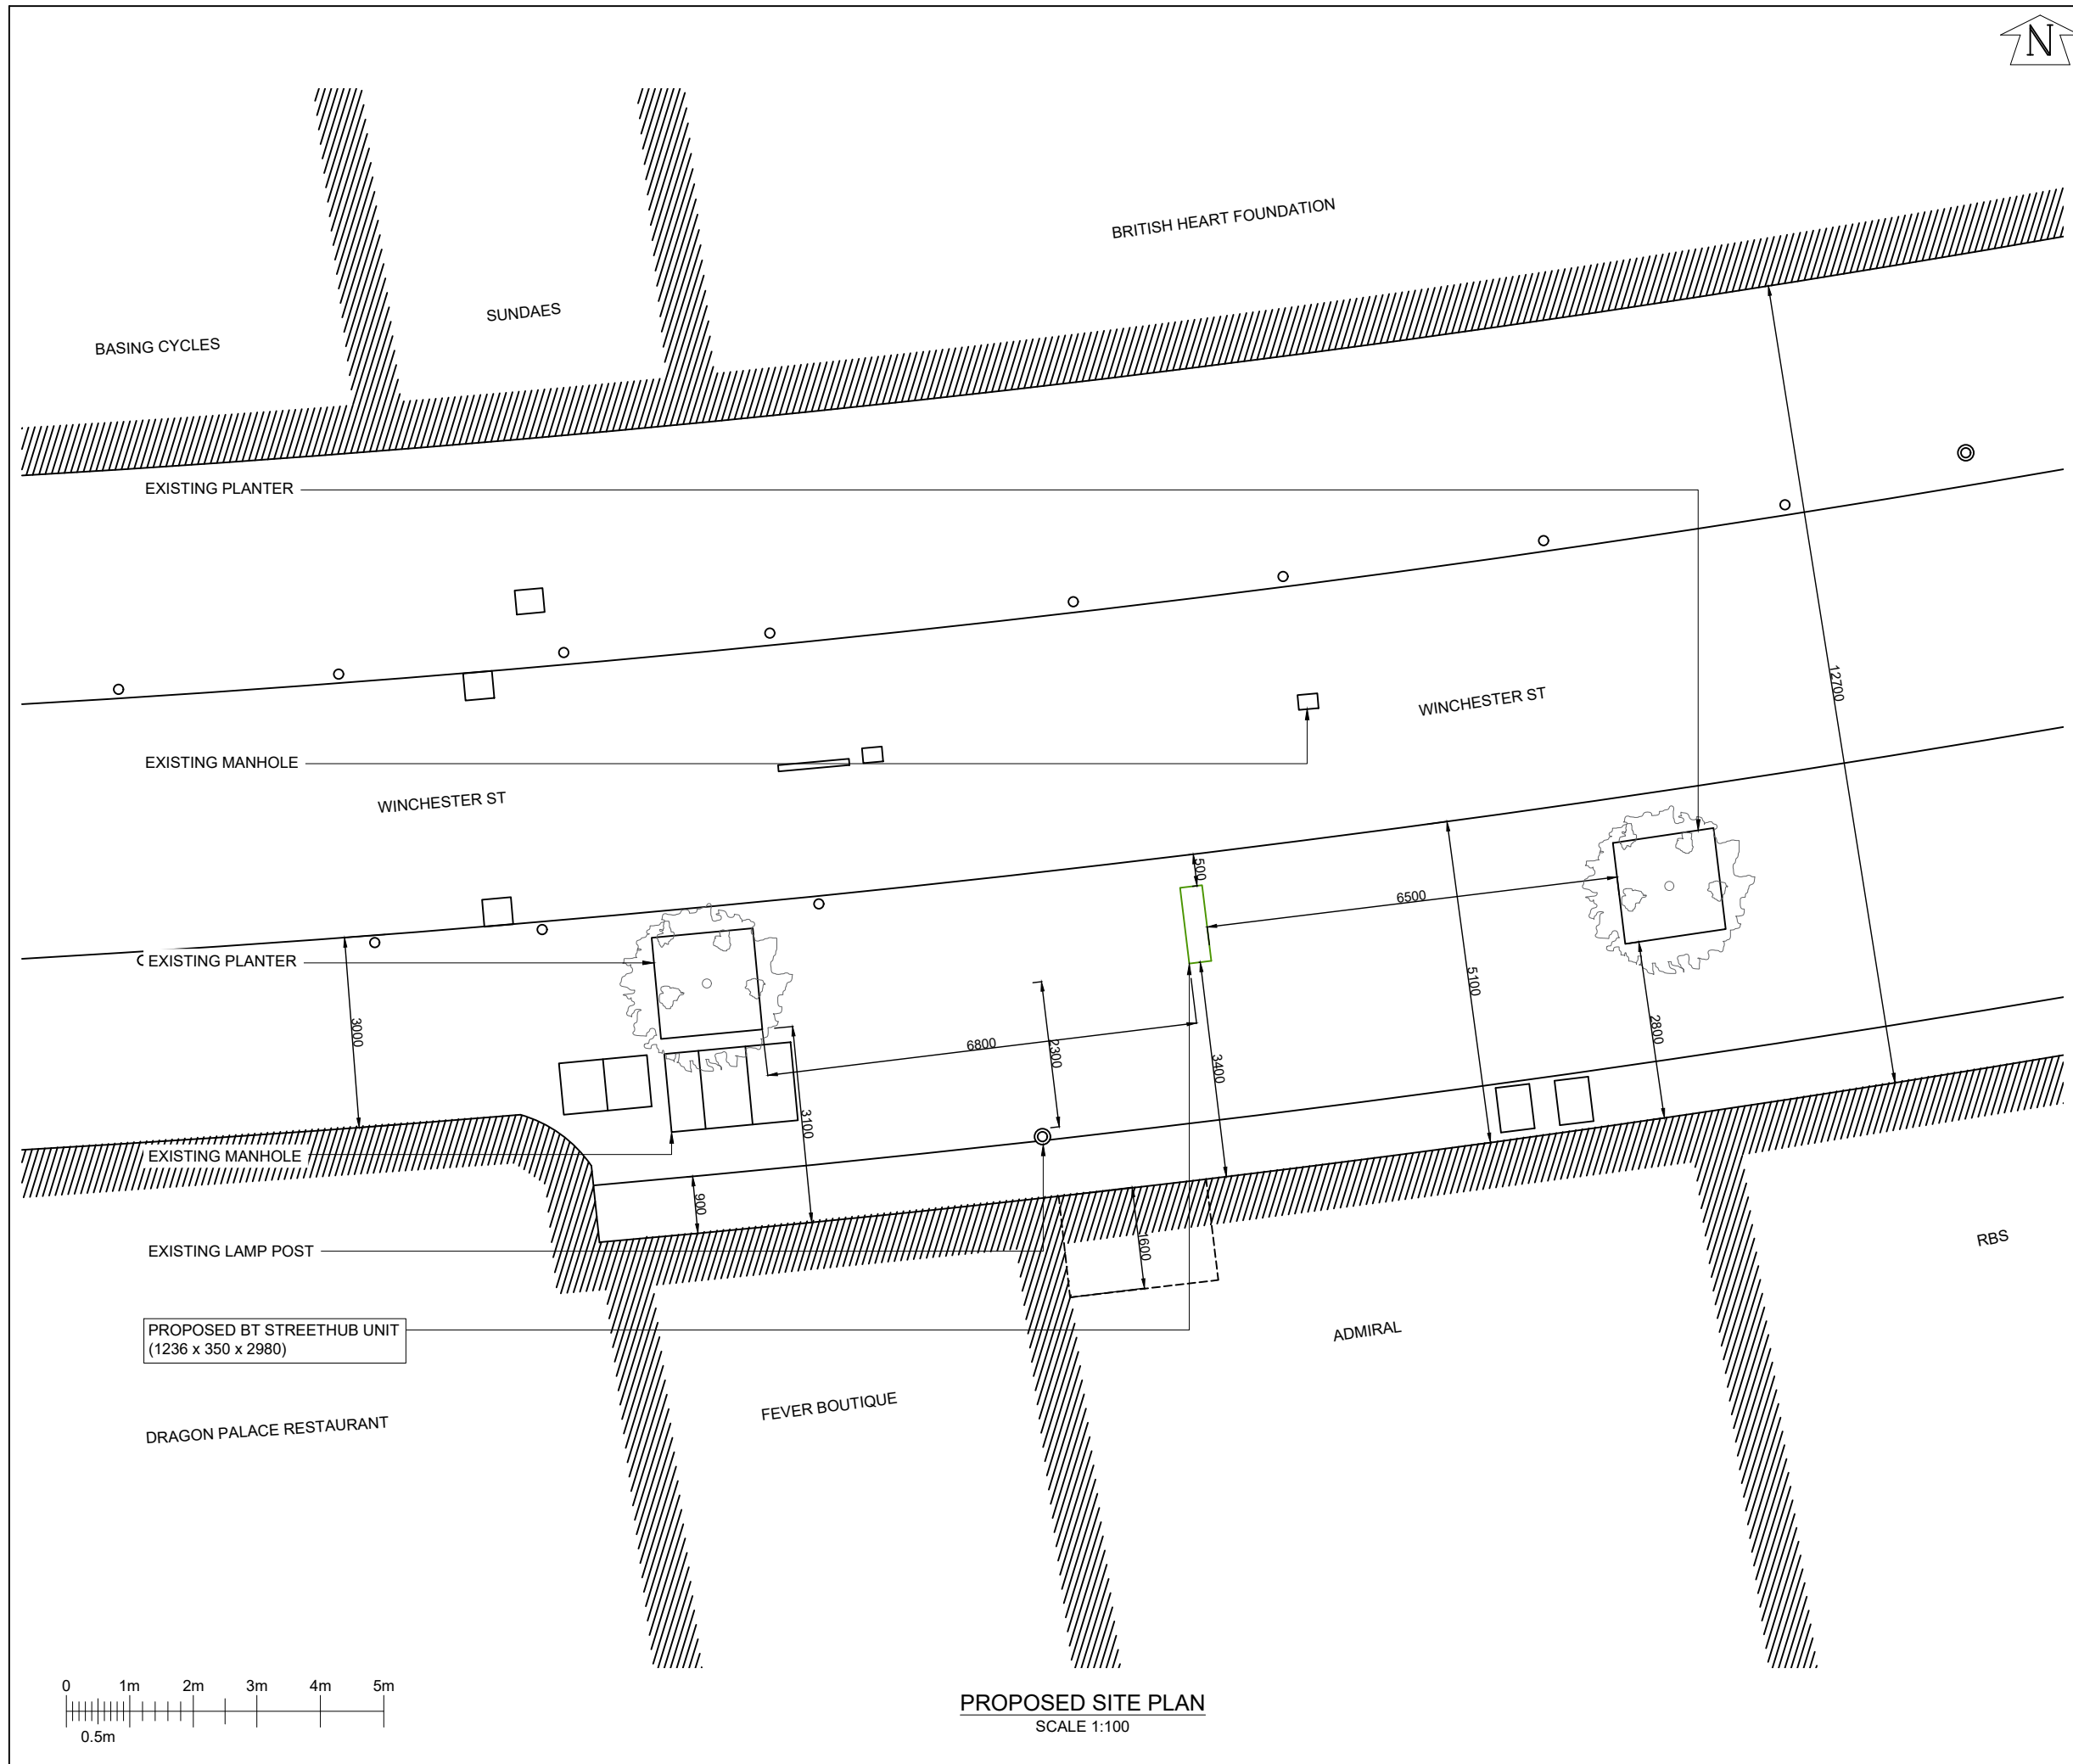 N
BRITISH HEART FOUNDATION
SUNDAES
BASING CYCLES
EXISTING PLANTER
12700
WINCHESTER ST
EXISTING MANHOLE
WINCHESTER ST
500
6500
EXISTING PLANTER
5100
3000
2800
6800
2300
3400
3100
EXISTING MANHOLE
900
EXISTING LAMP POST
1600
RBS
PROPOSED BT STREETHUB UNIT
(1236 x 350 x 2980)
ADMIRAL
FEVER BOUTIQUE
DRAGON PALACE RESTAURANT
0 1m 2m 3m 4m 5m
0.5m
PROPOSED SITE PLAN
SCALE 1:100